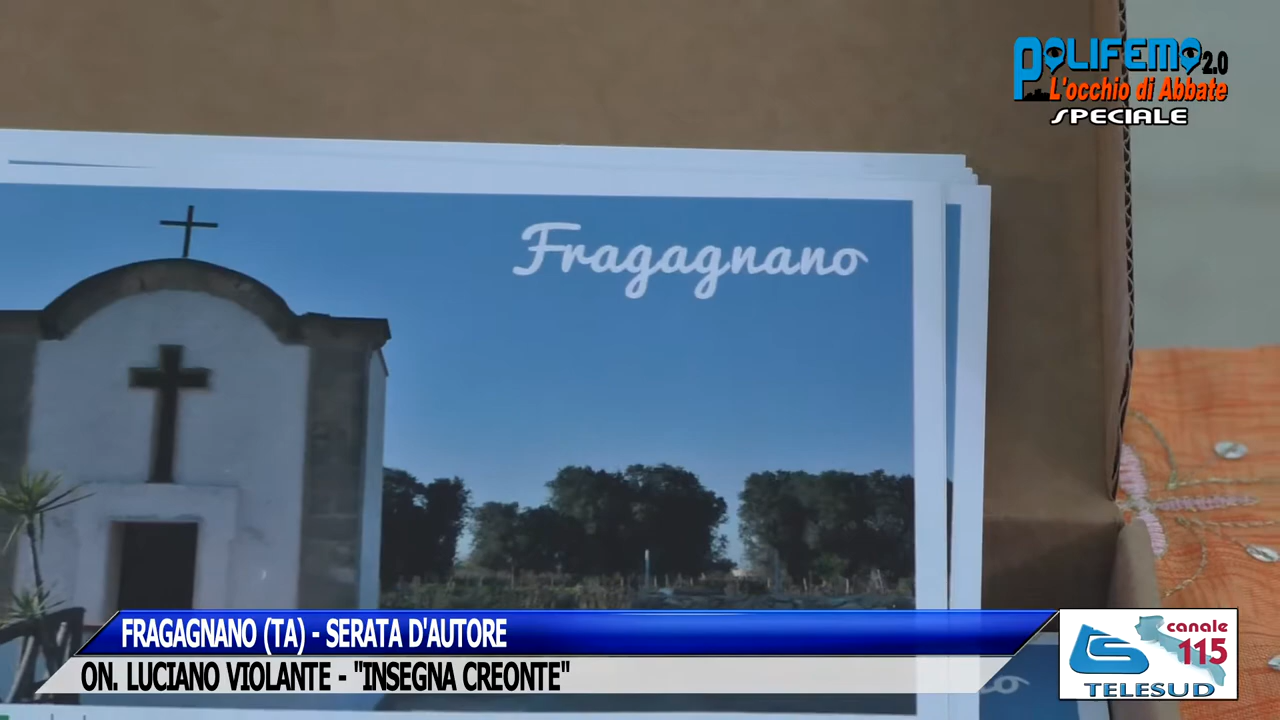 POLIFEMO 2.0
L'occhio di Abbate
SPECIALE
Fragagnano
FRAGAGNANO (TA) - SERATA D'AUTORE
ON. LUCIANO VIOLANTE - "INSEGNA CREONTE"
canale
115
TELESUD